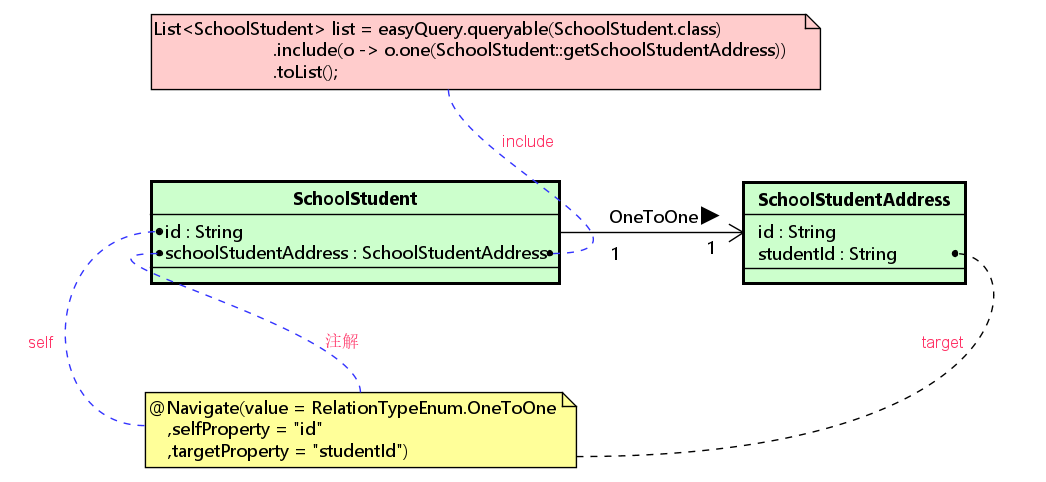 List<SchoolStudent> list = easyQuery.queryable(SchoolStudent.class)
.include(o -> o.one(SchoolStudent::getSchoolStudentAddress))
.toList();
include
SchoolStudent
id : String
schoolStudentAddress : SchoolStudentAddress
OneToOne
1
1
SchoolStudentAddress
id : String
studentId : String
self
注解
target
@Navigate(value = RelationTypeEnum.OneToOne
,selfProperty = "id"
,targetProperty = "studentId")